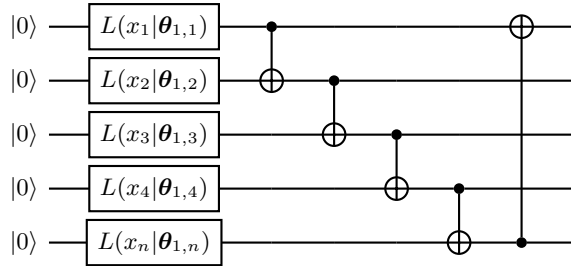 |0⟩ L(x₁|θ₁,₁)
|0⟩ L(x₂|θ₁,₂)
|0⟩ L(x₃|θ₁,₃)
|0⟩ L(x₄|θ₁,₄)
|0⟩ L(xₙ|θ₁,ₙ)